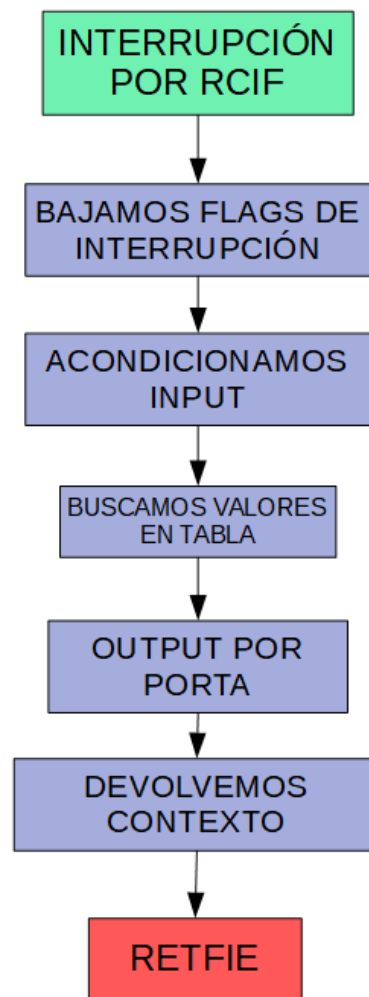 INTERRUPCIÓN
POR RCIF
BAJAMOS FLAGS DE
INTERRUPCIÓN
ACONDICIONAMOS
INPUT
BUSCAMOS VALORES
EN TABLA
OUTPUT POR
PORTA
DEVOLVEMOS
CONTEXTO
RETFIE